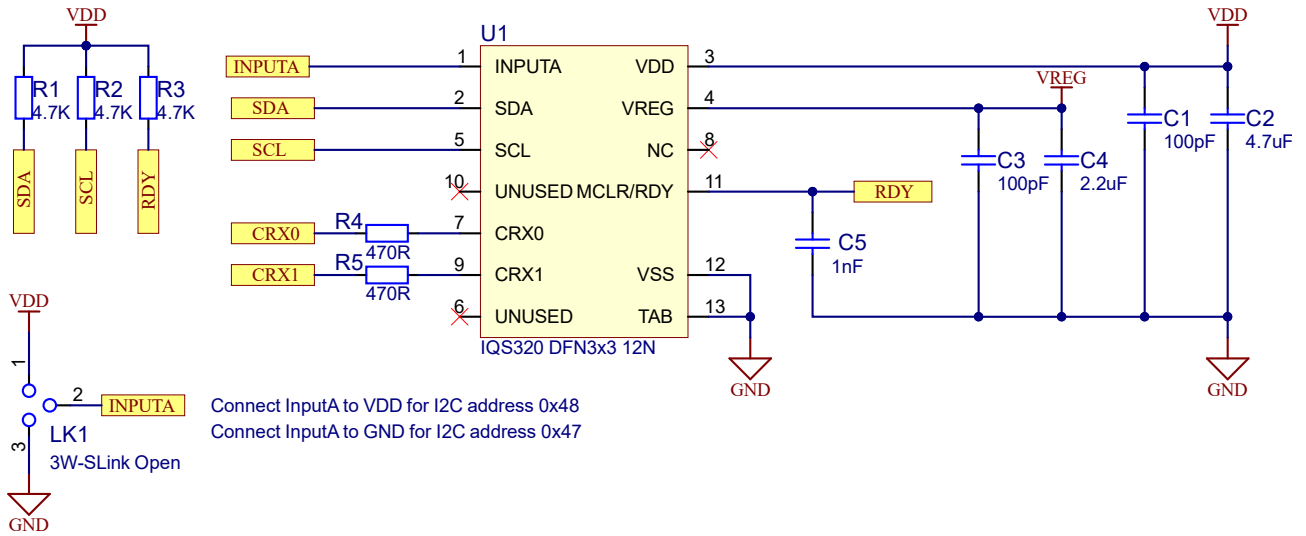 VDD
R1
4.7K
R2
4.7K
R3
4.7K
SDA
SCL
RDY
U1
INPUTA
1
INPUTA
SDA
2
SDA
SCL
5
SCL
10
UNUSED
CRX0
R4
470R
7
CRX0
CRX1
R5
470R
9
CRX1
6
UNUSED
VDD
3
VREG
4
NC
8
MCLR/RDY
11
RDY
VSS
12
TAB
13
IQS320 DFN3x3 12N
GND
VDD
VREG
C1
100pF
C2
4.7uF
C3
100pF
C4
2.2uF
C5
1nF
GND
VDD
1
2
INPUTA
LK1
3
3W-SLink Open
GND
Connect InputA to VDD for I2C address 0x48
Connect InputA to GND for I2C address 0x47